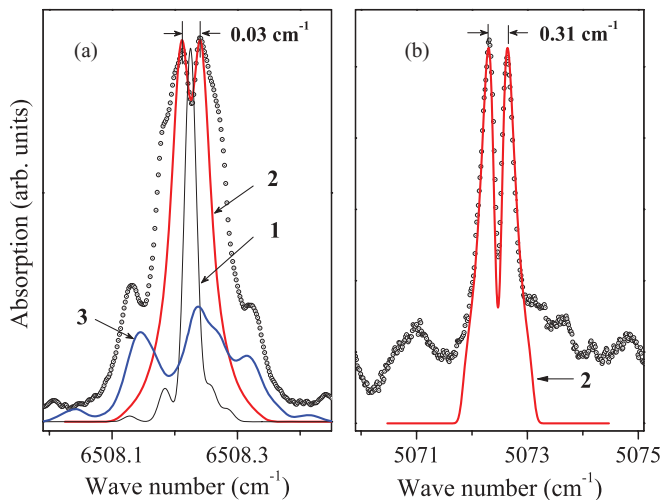 (a)
0.03 cm⁻¹
(b)
0.31 cm⁻¹
Absorption (arb. units)
2
1
3
2
6508.1 6508.3
5071 5073 5075
Wave number (cm⁻¹)
Wave number (cm⁻¹)